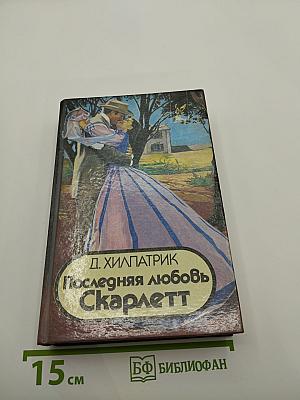 Д. ХИЛПАТРИК
Последняя любовь
Скарлетт
15 см
БФ БИБЛИОФАН